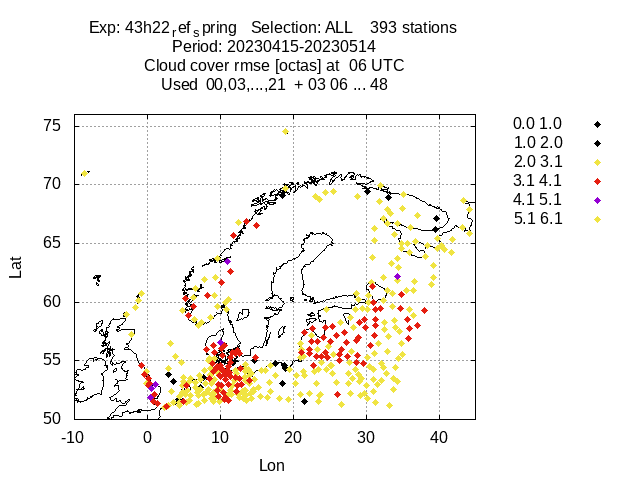 Exp: 43h22ref spring   Selection: ALL    393 stations
Period: 20230415-20230514
Cloud cover rmse [octas] at  06 UTC
Used  00,03,...,21  + 03 06 ... 48
75
70
65
60
55
50
Lat
-10 0 10 20 30 40
Lon
0.0 1.0
1.0 2.0
2.0 3.1
3.1 4.1
4.1 5.1
5.1 6.1